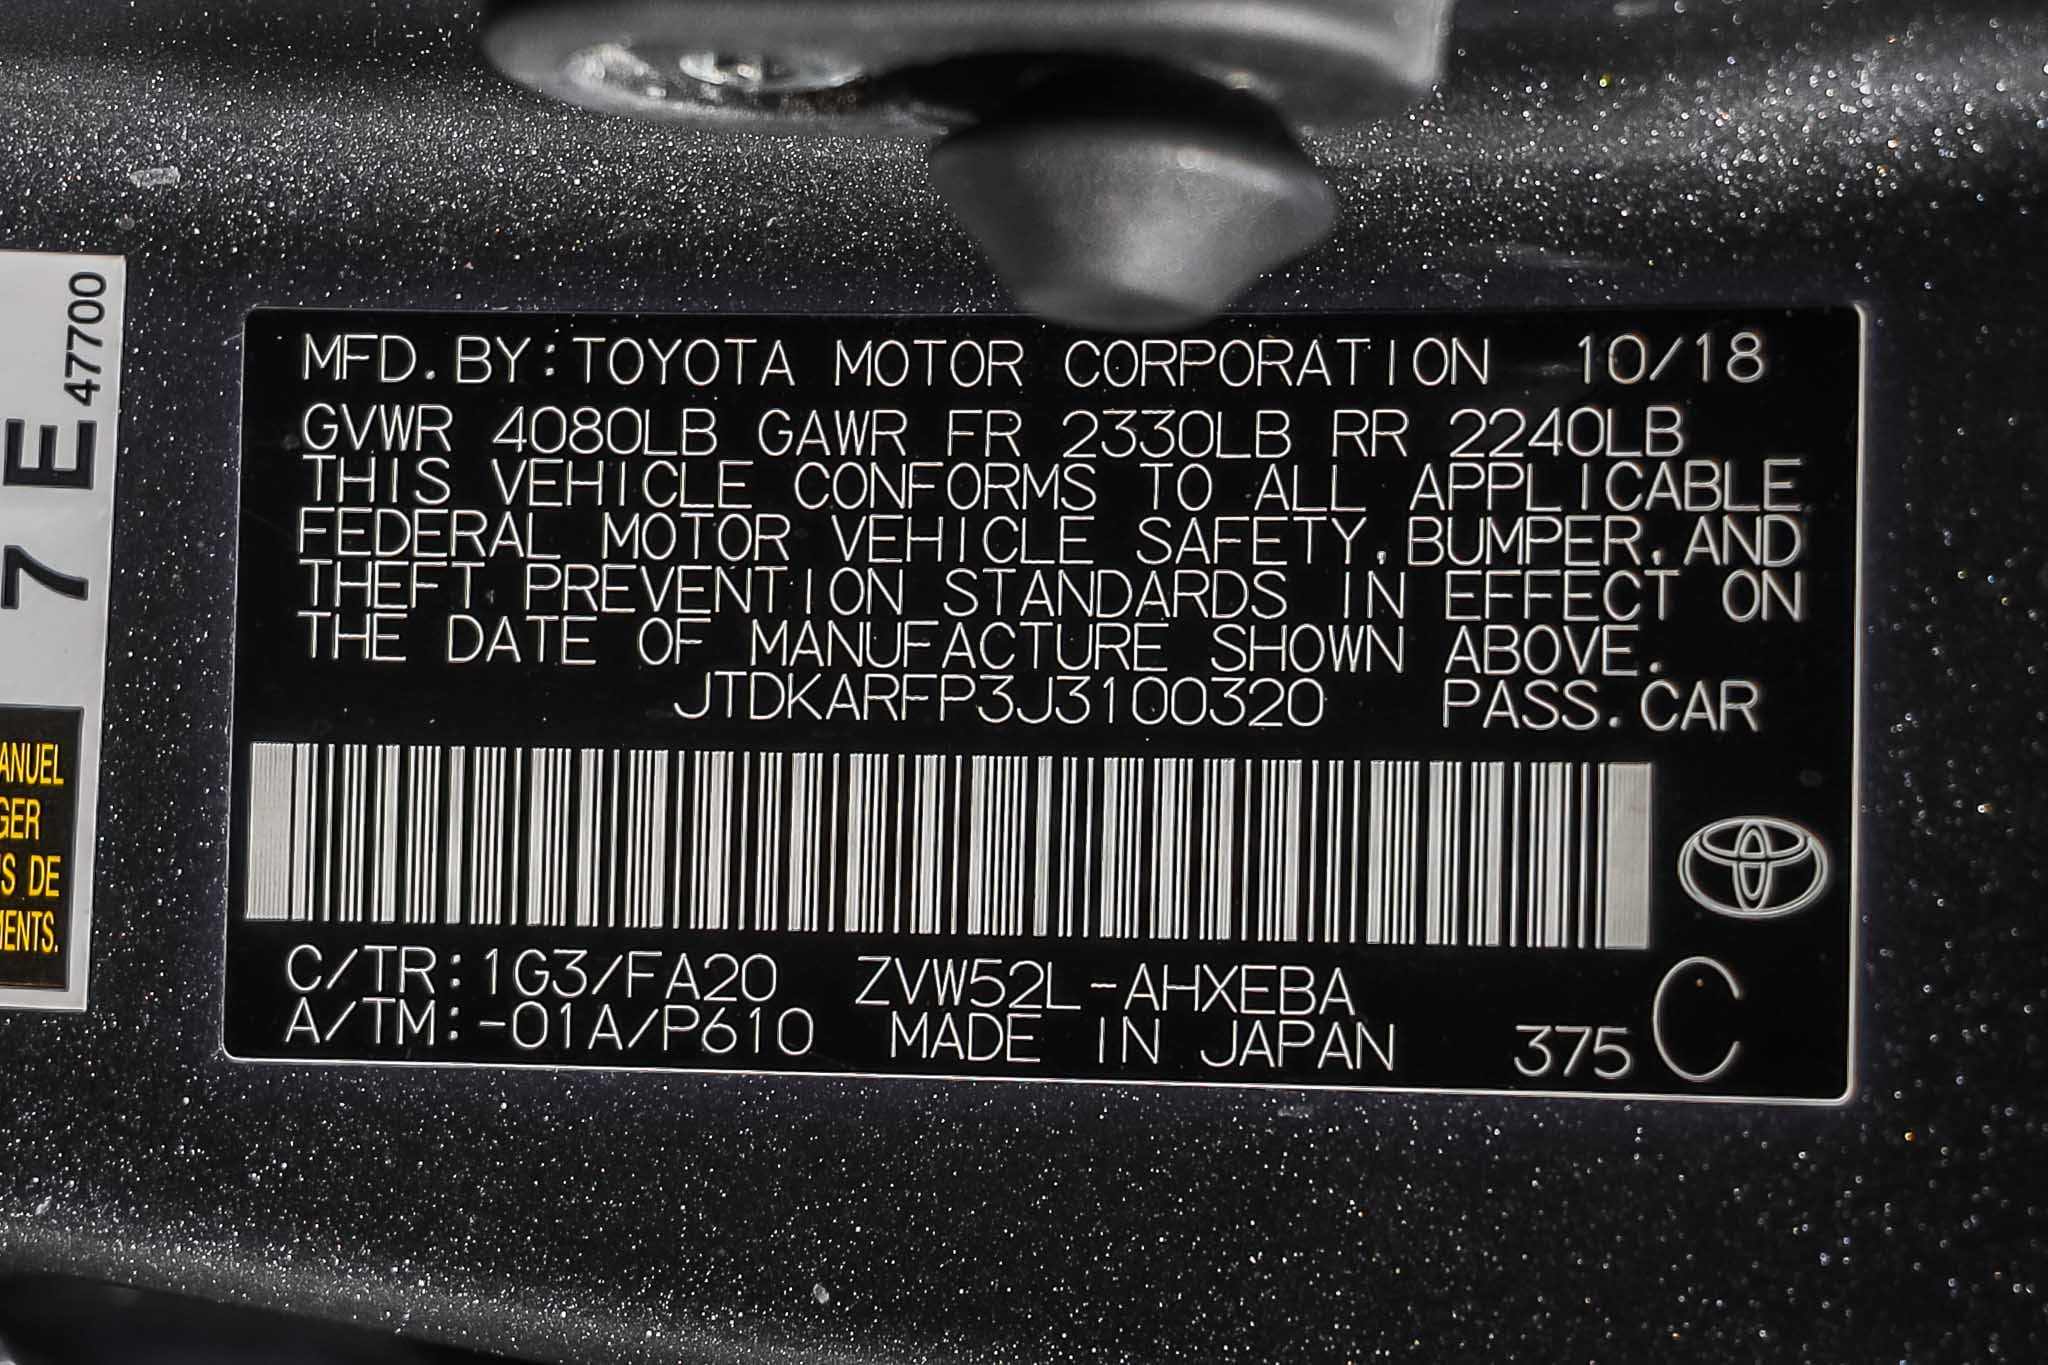 47700
7 E
ANUEL
GER
S DE
MENTS.
MFD. BY: TOYOTA MOTOR CORPORATION 10/18
GVWR 4080LB GAWR FR 2330LB RR 2240LB
THIS VEHICLE CONFORMS TO ALL APPLICABLE
FEDERAL MOTOR VEHICLE SAFETY, BUMPER, AND
THEFT PREVENTION STANDARDS IN EFFECT ON
THE DATE OF MANUFACTURE SHOWN ABOVE.
JTDKARFP3J3100320 PASS. CAR
C/TR: 1G3/FA20 ZVW52L-AHXEBA
A/TM: -01A/P610 MADE IN JAPAN 375 C